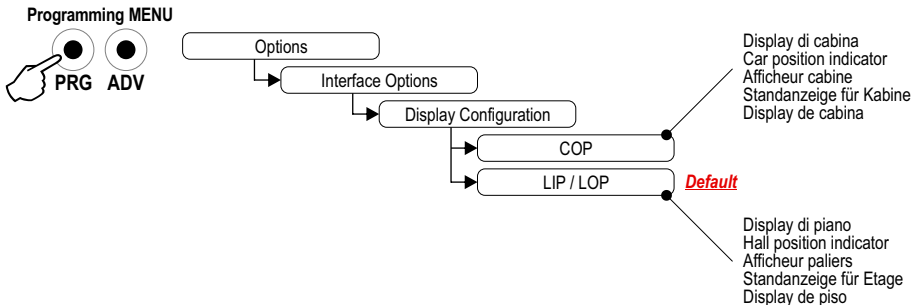 Programming MENU
PRG ADV
Options
Interface Options
Display Configuration
COP
LIP / LOP
Default
Display di cabina
Car position indicator
Afficheur cabine
Standanzeige für Kabine
Display de cabina
Display di piano
Hall position indicator
Afficheur paliers
Standanzeige für Etage
Display de piso